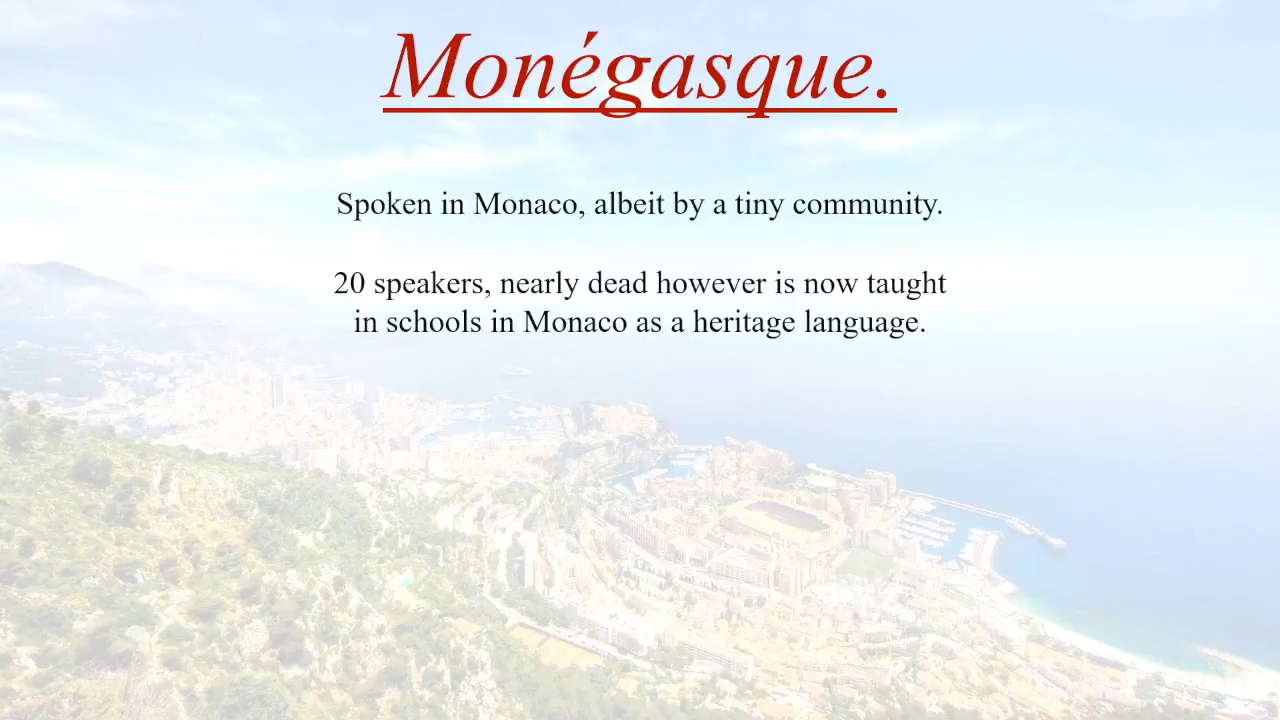 Monégasque.
Spoken in Monaco, albeit by a tiny community.
20 speakers, nearly dead however is now taught
in schools in Monaco as a heritage language.